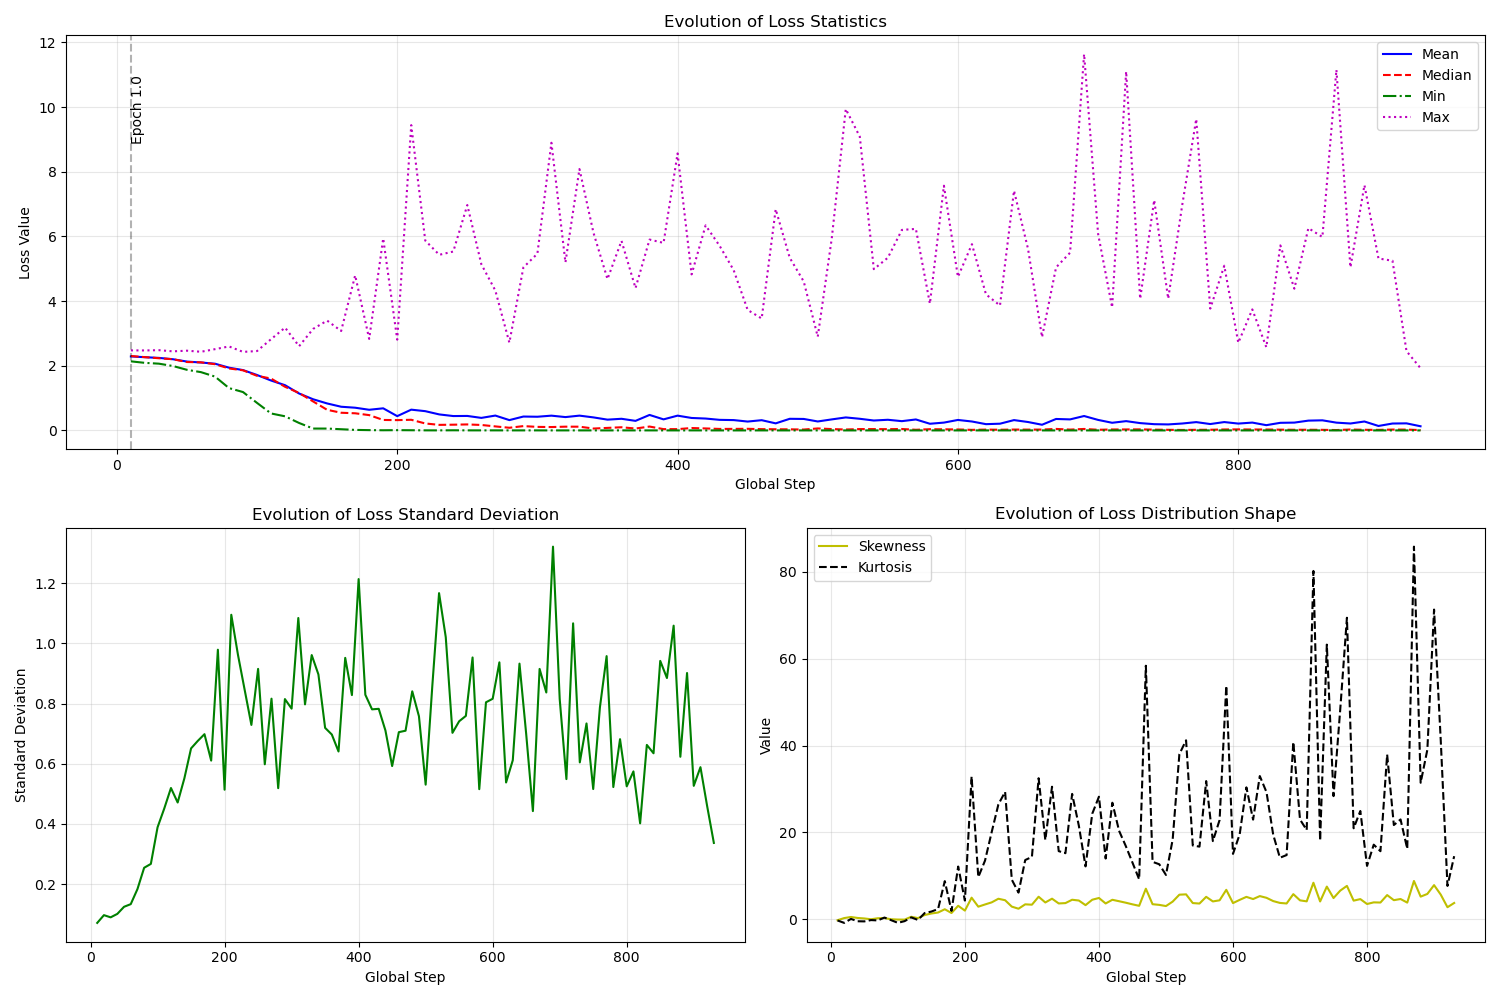 Evolution of Loss Statistics
Loss Value
12
10
8
6
4
2
0
Epoch 1.0
Mean
Median
Min
Max
0
200
400
600
800
Global Step
Evolution of Loss Standard Deviation
Standard Deviation
1.2
1.0
0.8
0.6
0.4
0.2
0
200
400
600
800
Global Step
Evolution of Loss Distribution Shape
Value
80
60
40
20
0
Skewness
Kurtosis
0
200
400
600
800
Global Step